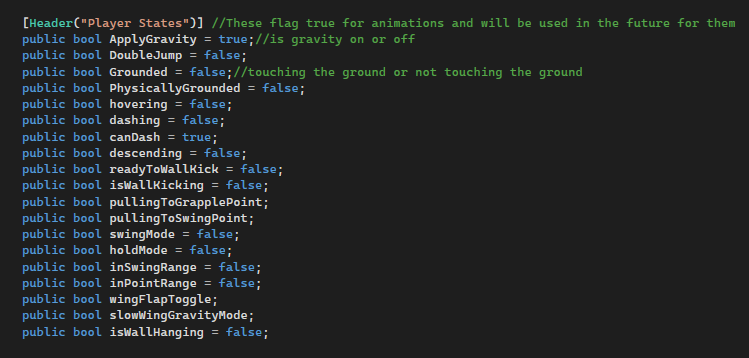 [Header("Player States")] //These flag true for animations and will be used in the future for them
public bool ApplyGravity = true;//is gravity on or off
public bool DoubleJump = false;
public bool Grounded = false;//touching the ground or not touching the ground
public bool PhysicallyGrounded = false;
public bool hovering = false;
public bool dashing = false;
public bool canDash = true;
public bool descending = false;
public bool readyToWallKick = false;
public bool isWallKicking = false;
public bool pullingToGrapplePoint;
public bool pullingToSwingPoint;
public bool swingMode = false;
public bool holdMode = false;
public bool inSwingRange = false;
public bool inPointRange = false;
public bool wingFlapToggle;
public bool slowWingGravityMode;
public bool isWallHanging = false;